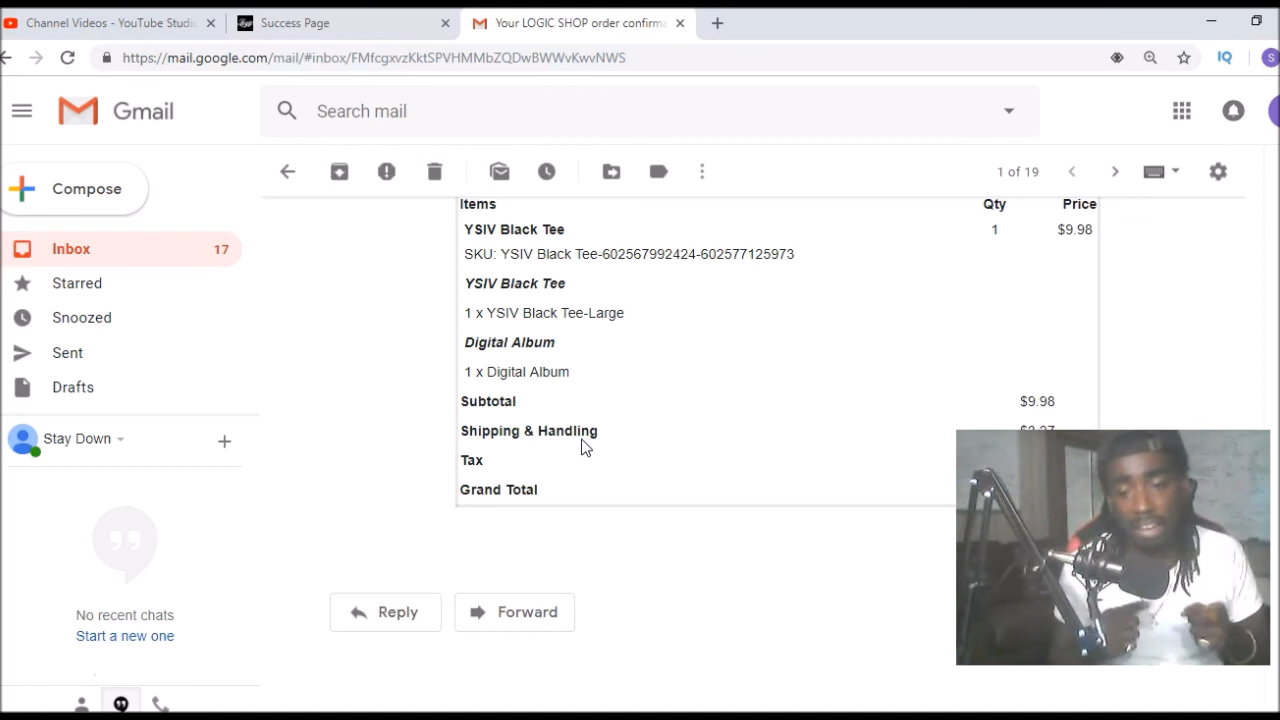 Channel Videos - YouTube Studio
Success Page
Your LOGIC SHOP order confirma
https://mail.google.com/mail/#inbox/FMfcgxvzKktSPVHMMbZQDwBWWvKwvNWS
IQ
S
Gmail
Search mail
Compose
1 of 19
Items Qty Price
YSIV Black Tee 1 $9.98
SKU: YSIV Black Tee-602567992424-602577125973
YSIV Black Tee
1 x YSIV Black Tee-Large
Digital Album
1 x Digital Album
Subtotal $9.98
Shipping & Handling
Tax
Grand Total
Inbox 17
Starred
Snoozed
Sent
Drafts
Stay Down
No recent chats
Start a new one
Reply
Forward